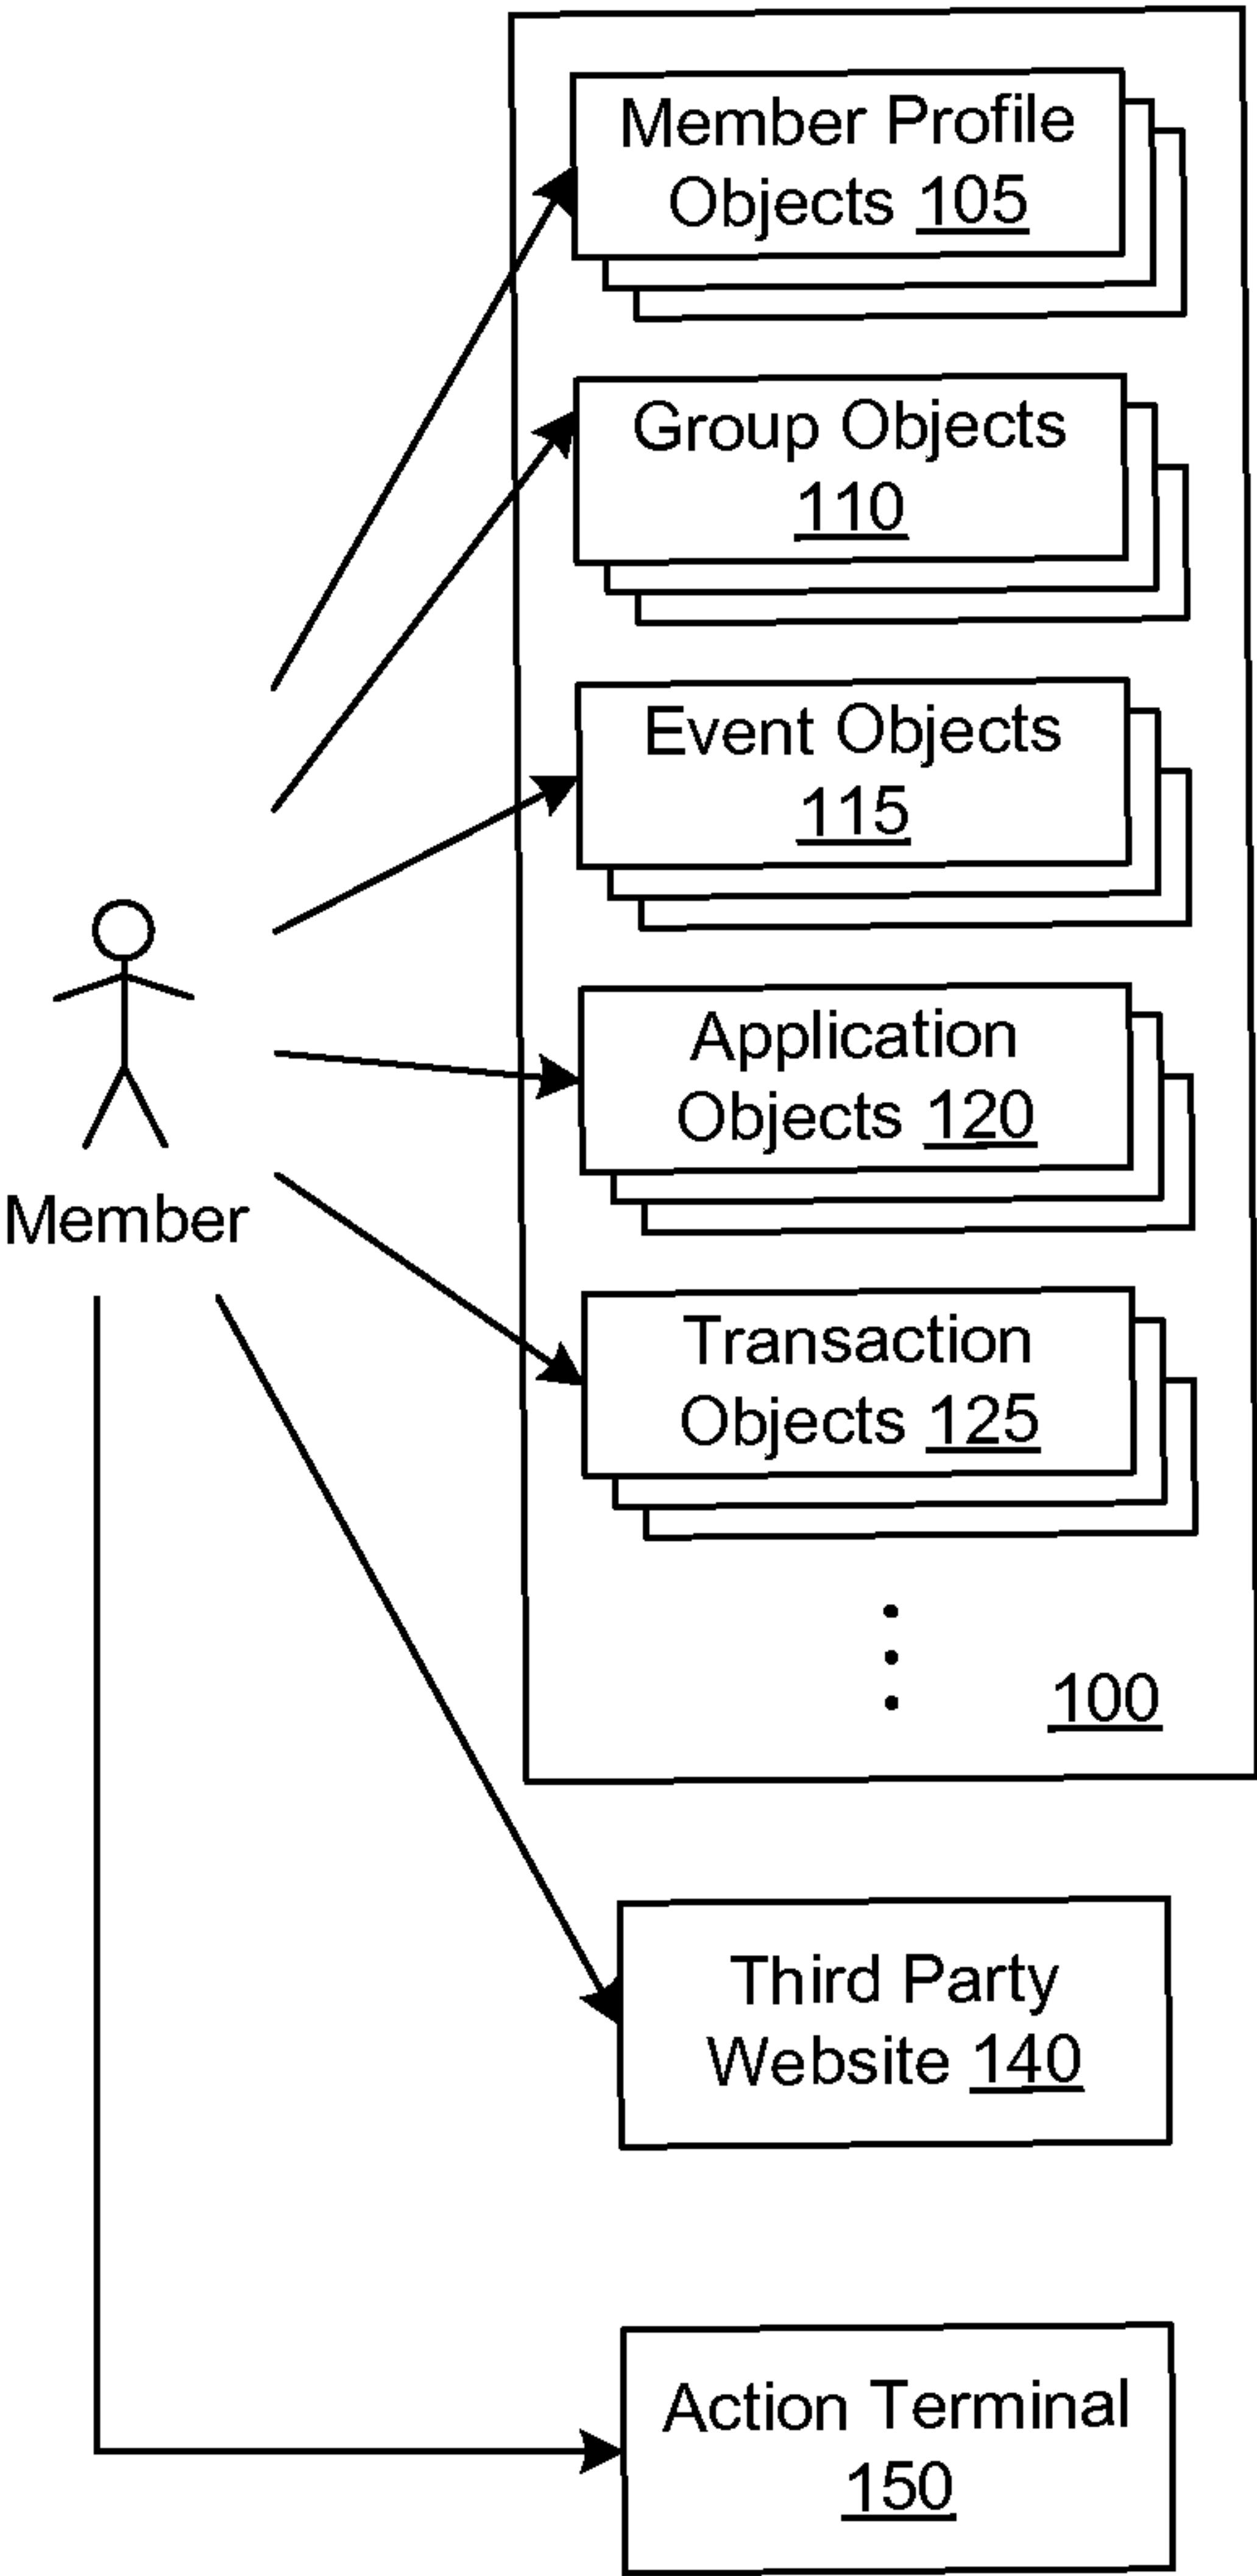 Member Profile
Objects 105
Group Objects
110
Event Objects
115
Application
Objects 120
Member
Transaction
Objects 125
100
Third Party
Website 140
Action Terminal
150